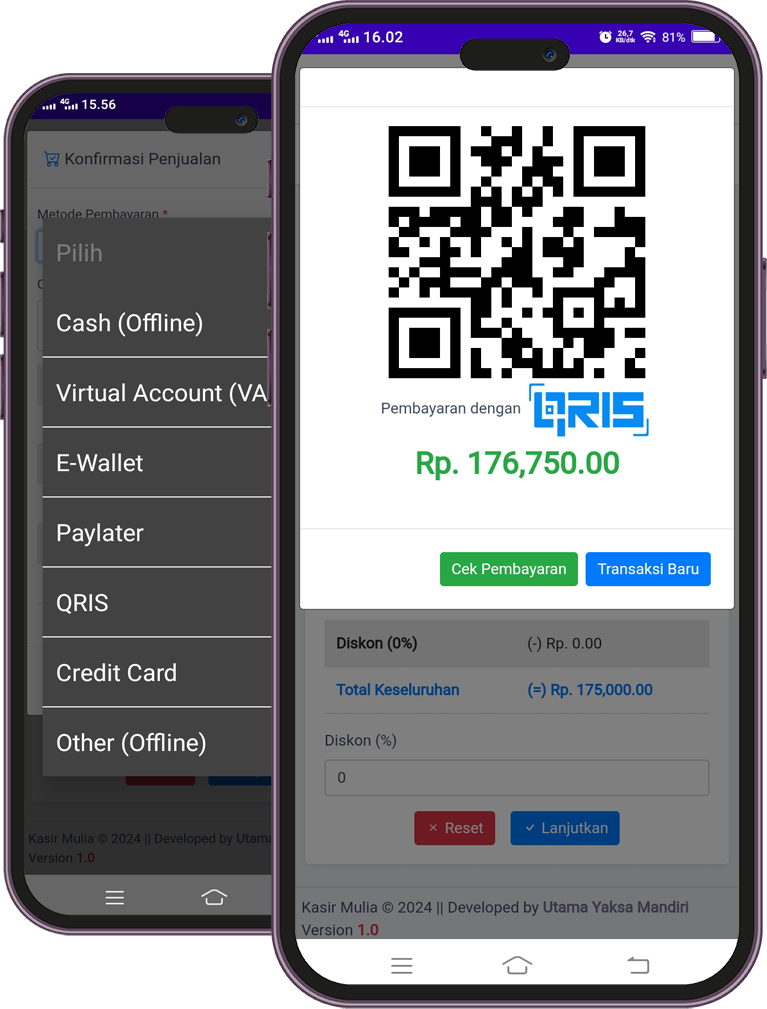 4G 15.56
Konfirmasi Penjualan
Metode Pembayaran *
Pilih
Cash (Offline)
Virtual Account (VA
E-Wallet
Paylater
QRIS
Credit Card
Other (Offline)
Kasir Mulia © 2024 || Developed by Utama
Version 1.0
4G 16.02
26,7
KB/dtk
81%
Pembayaran dengan QRIS
Rp. 176,750.00
Cek Pembayaran
Transaksi Baru
Diskon (0%) (-) Rp. 0.00
Total Keseluruhan (=) Rp. 175,000.00
Diskon (%)
0
× Reset
✓ Lanjutkan
Kasir Mulia © 2024 || Developed by Utama Yaksa Mandiri
Version 1.0